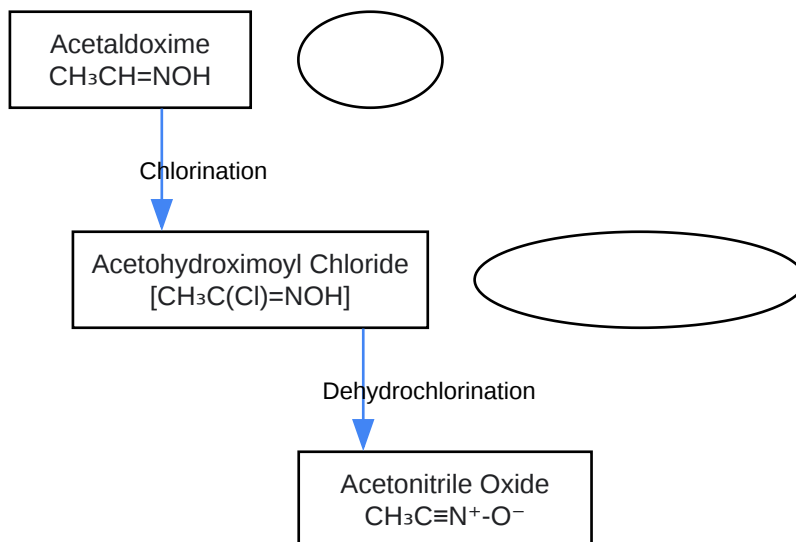 Acetaldoxime
CH₃CH=NOH
Chlorination
Acetohydroximoyl Chloride
[CH₃C(Cl)=NOH]
Dehydrochlorination
Acetonitrile Oxide
CH₃C≡N⁺-O⁻